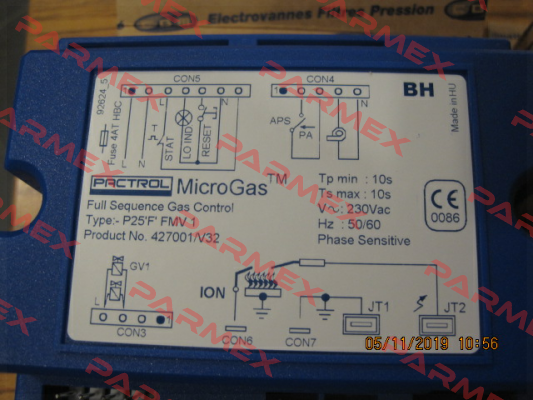 Electrovannes Filtres Pression
CON5
CON4
BH
Made in HU
92624_5
Fuse 4AT HBC
L
N
T
STAT
L
LO IND
RESET
N
APS
PA
N
PACTROL MicroGas™
Full Sequence Gas Control
Type:- P25'F' FMV 1
Product No. 427001/V32
Tp min : 10s
Ts max : 10s
Vac: 230Vac
Hz : 50/60
Phase Sensitive
CE
0086
GV1
L
1
CON3
ION
CON6
CON7
JT1
JT2
05/11/2019 10:56
PARMEX